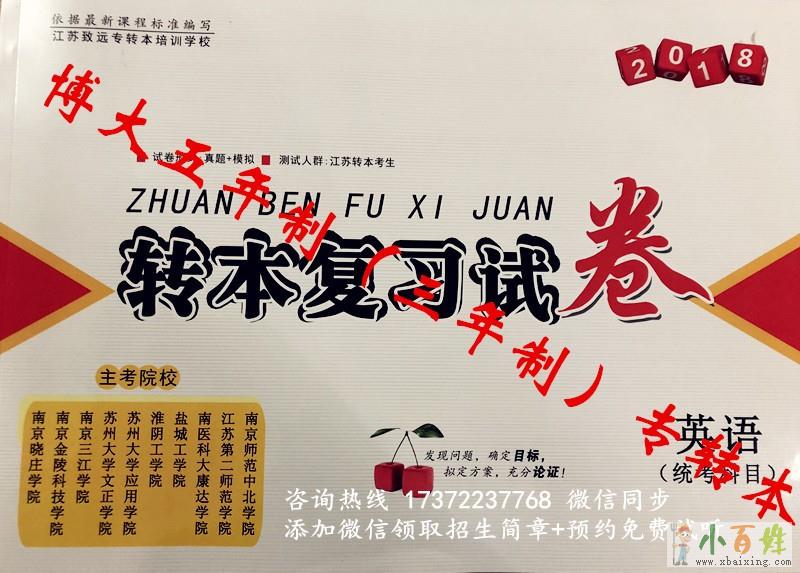 依据最新课程标准编写
江苏致远专转本培训学校
2018
真题+模拟 ■ 测试人群:江苏转本考生
ZHUAN BEN FU XI JUAN
转本复习试卷
博大五年制（三年制）专转本
主考院校
南京师范中北学院
江苏第二师范学院
南医科大康达学院
盐城工学院
淮阴工学院
苏州大学应用学院
苏州大学文正学院
南京三江学院
南京金陵科技学院
南京晓庄学院
发现问题，确定目标，
拟定方案，充分论证！
英语
（统考科目）
咨询热线 17372237768 微信同步
添加微信领取招生简章+预约免费试听
小百姓
www.xbaixing.com